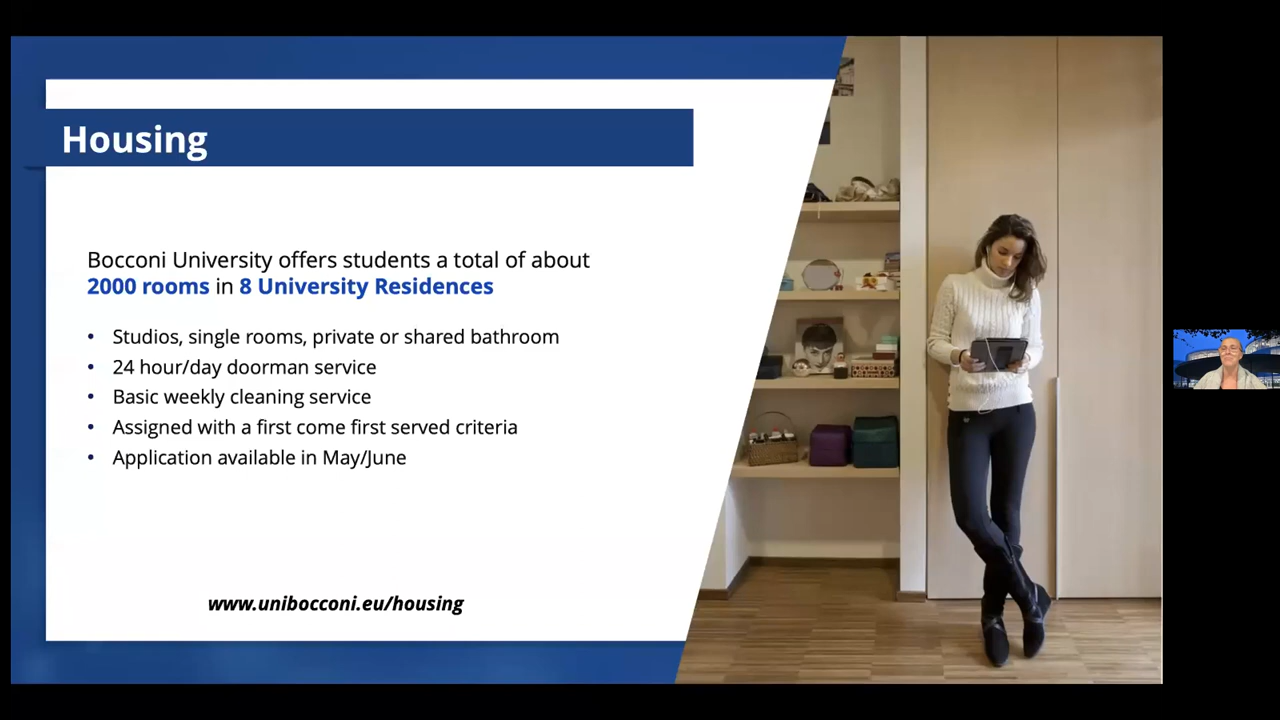 Housing
Bocconi University offers students a total of about
2000 rooms in 8 University Residences
• Studios, single rooms, private or shared bathroom
• 24 hour/day doorman service
• Basic weekly cleaning service
• Assigned with a first come first served criteria
• Application available in May/June
www.unibocconi.eu/housing